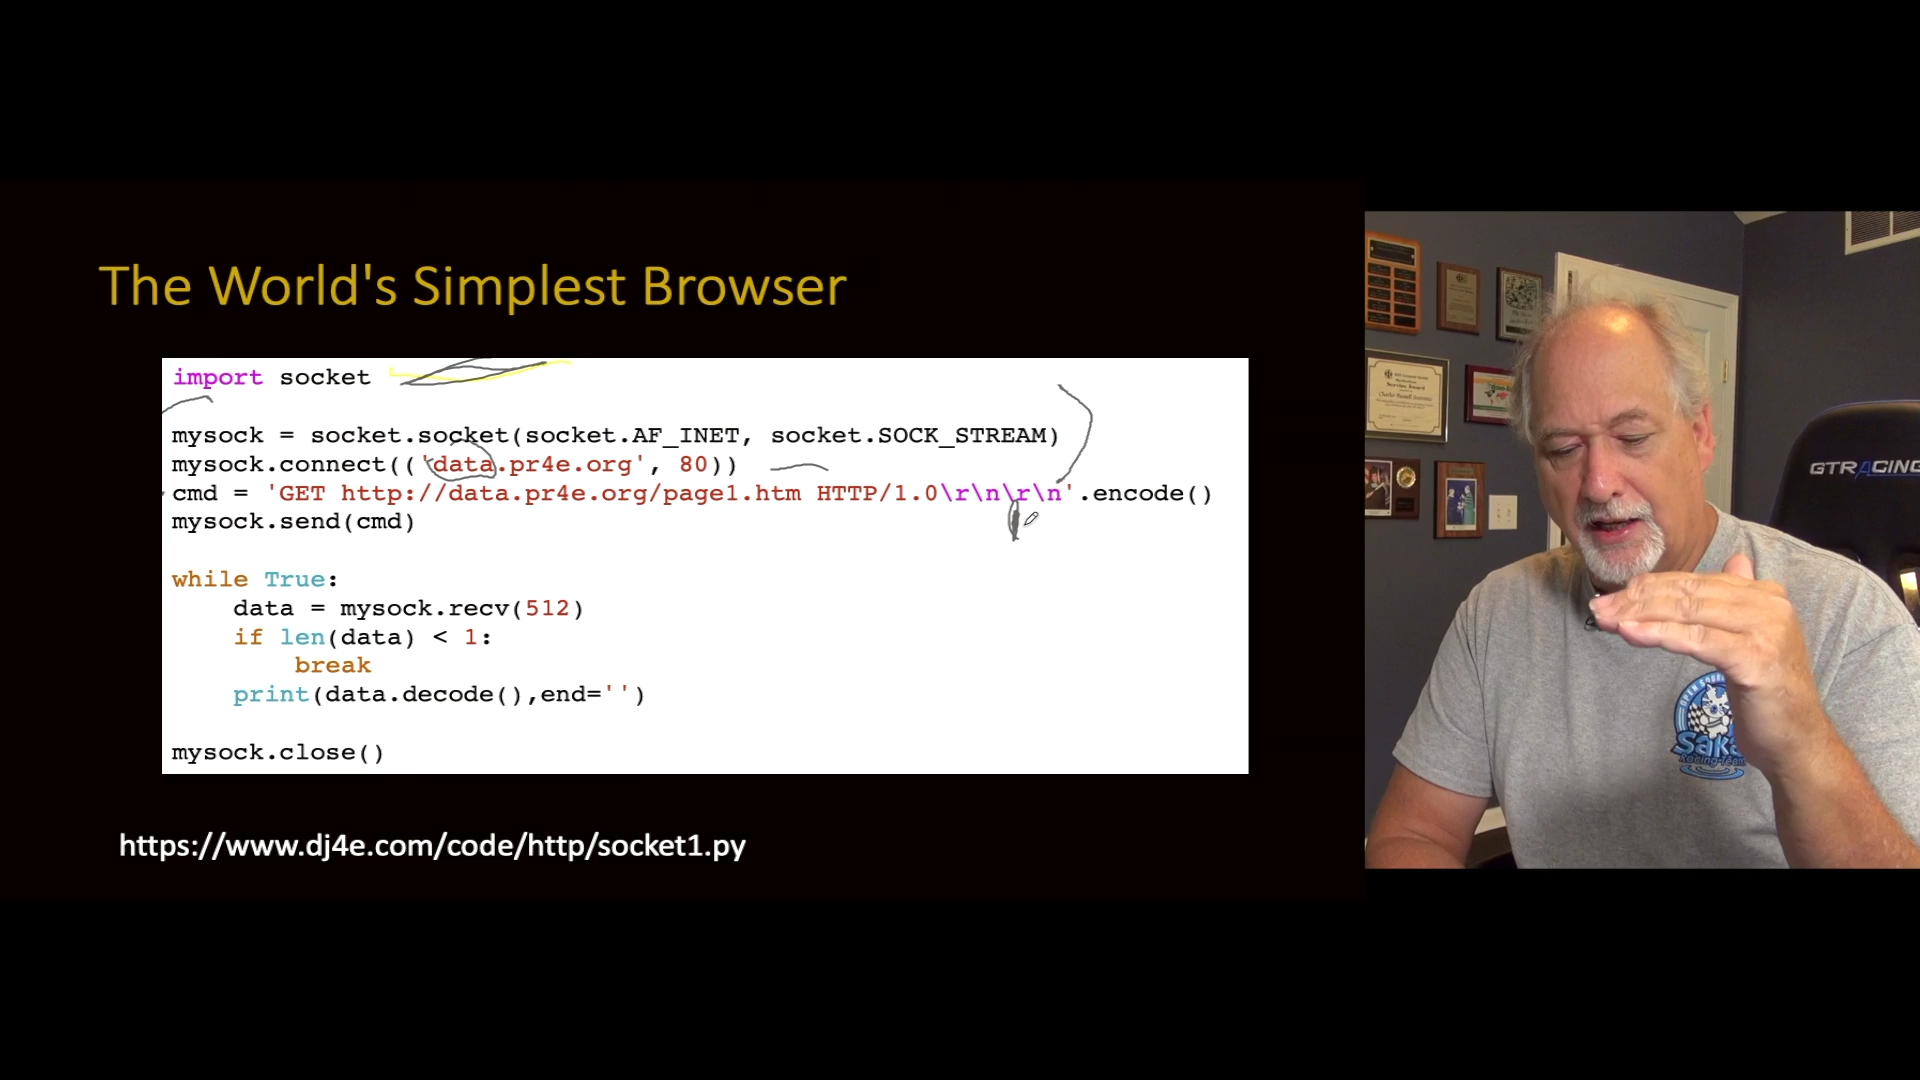 The World's Simplest Browser
import socket
mysock = socket.socket(socket.AF_INET, socket.SOCK_STREAM)
mysock.connect(('data.pr4e.org', 80))
cmd = 'GET http://data.pr4e.org/page1.htm HTTP/1.0\r\n\r\n'.encode()
mysock.send(cmd)
while True:
    data = mysock.recv(512)
    if len(data) < 1:
        break
    print(data.decode(),end='')
mysock.close()
https://www.dj4e.com/code/http/socket1.py
GTRACING
Service Award